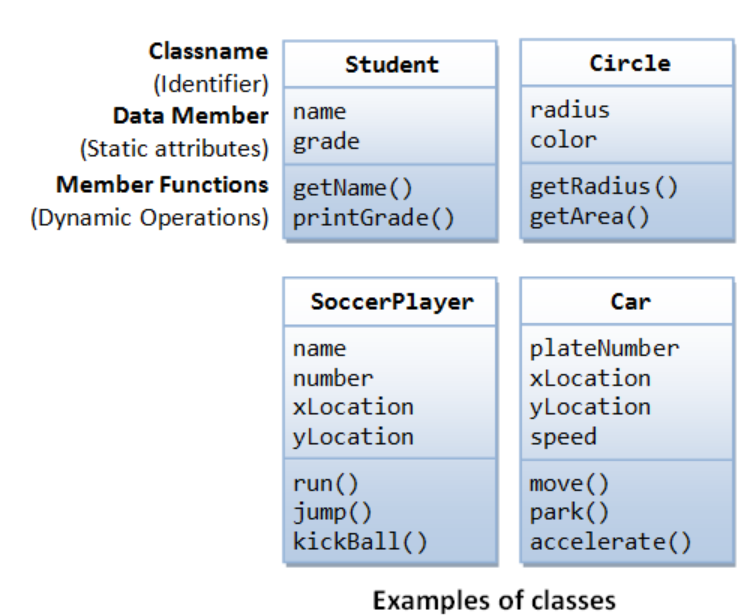 Classname
(Identifier)
Data Member
(Static attributes)
Member Functions
(Dynamic Operations)
Student
name
grade
getName()
printGrade()
Circle
radius
color
getRadius()
getArea()
SoccerPlayer
name
number
xLocation
yLocation
run()
jump()
kickBall()
Car
plateNumber
xLocation
yLocation
speed
move()
park()
accelerate()
Examples of classes